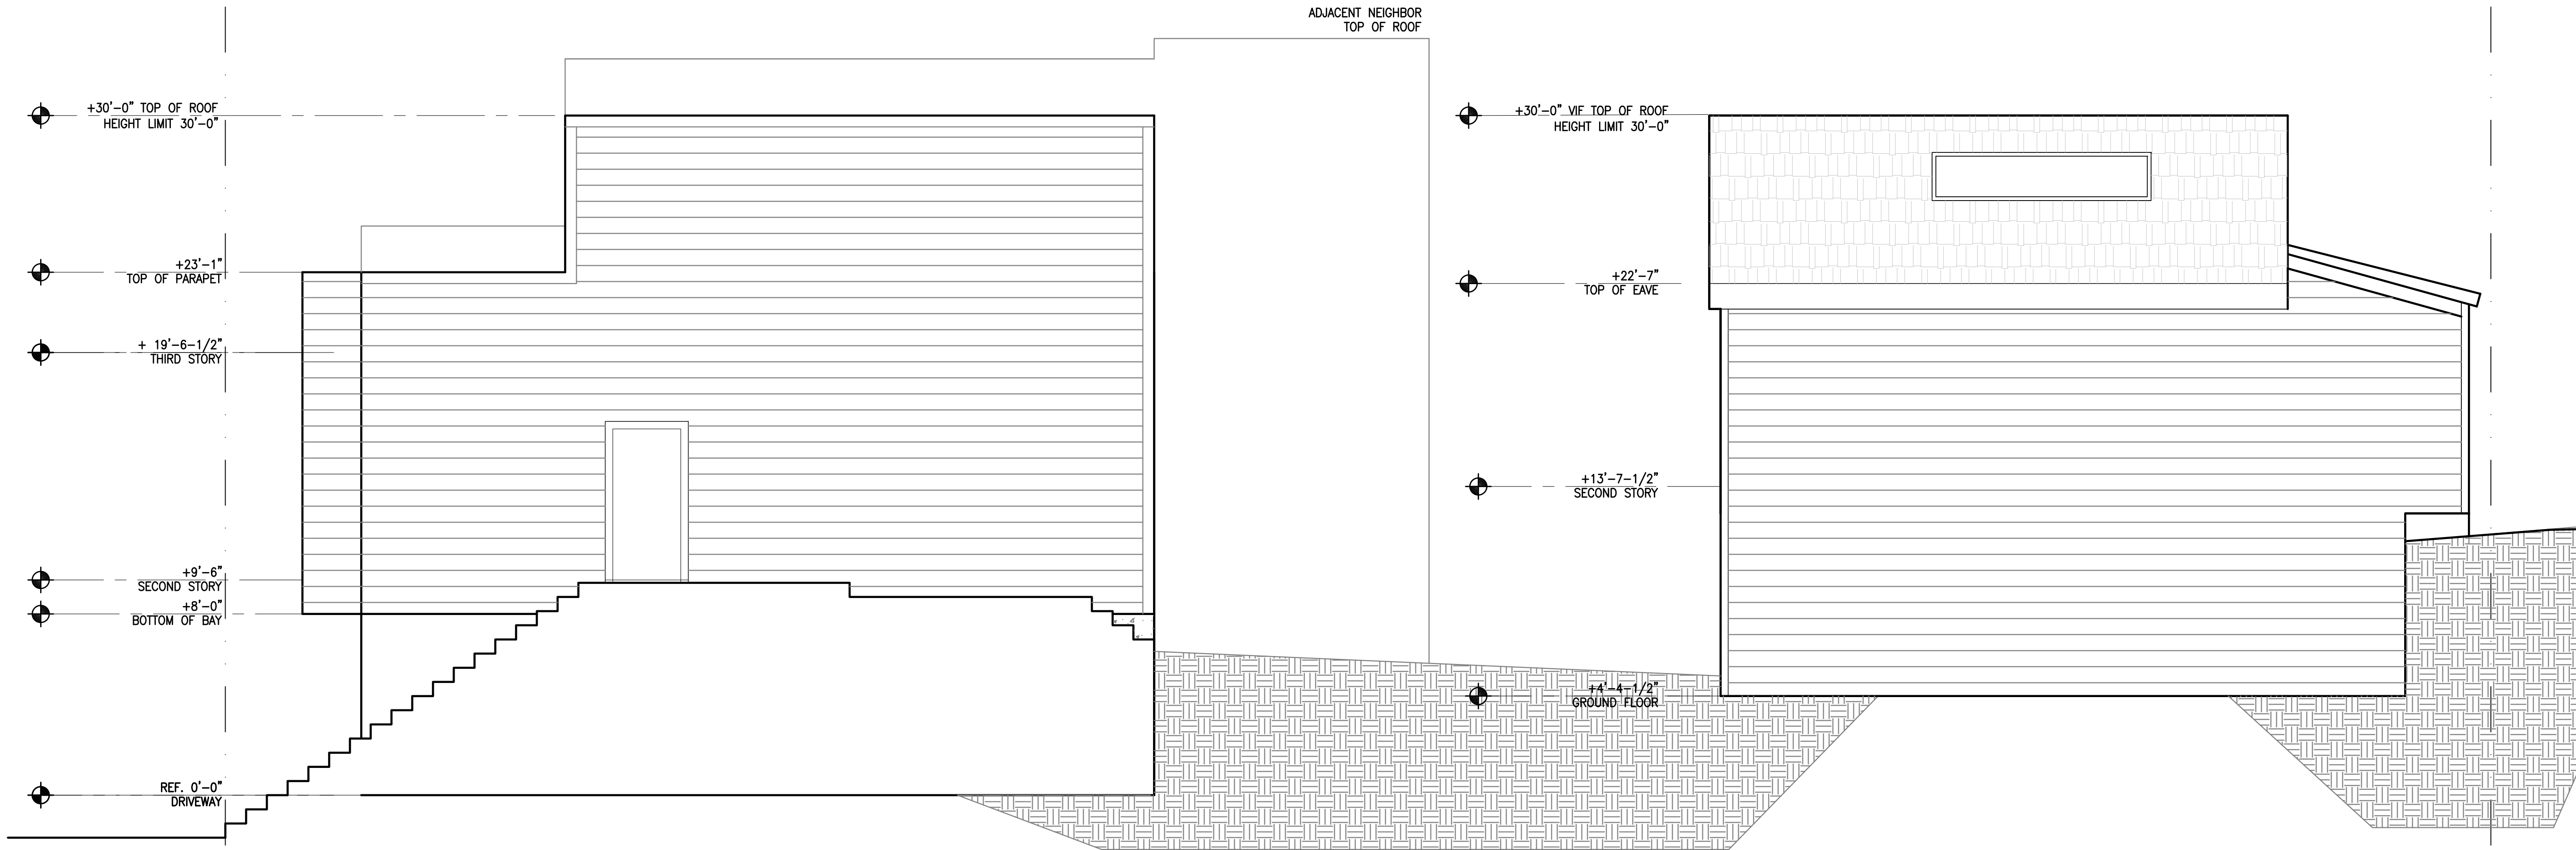 ADJACENT NEIGHBOR
TOP OF ROOF
+30'-0" TOP OF ROOF
HEIGHT LIMIT 30'-0"
+23'-1"
TOP OF PARAPET
+ 19'-6-1/2"
THIRD STORY
+9'-6"
SECOND STORY
+8'-0"
BOTTOM OF BAY
REF. 0'-0"
DRIVEWAY
+30'-0" VIF TOP OF ROOF
HEIGHT LIMIT 30'-0"
+22'-7"
TOP OF EAVE
+13'-7-1/2"
SECOND STORY
+4'-4-1/2"
GROUND FLOOR